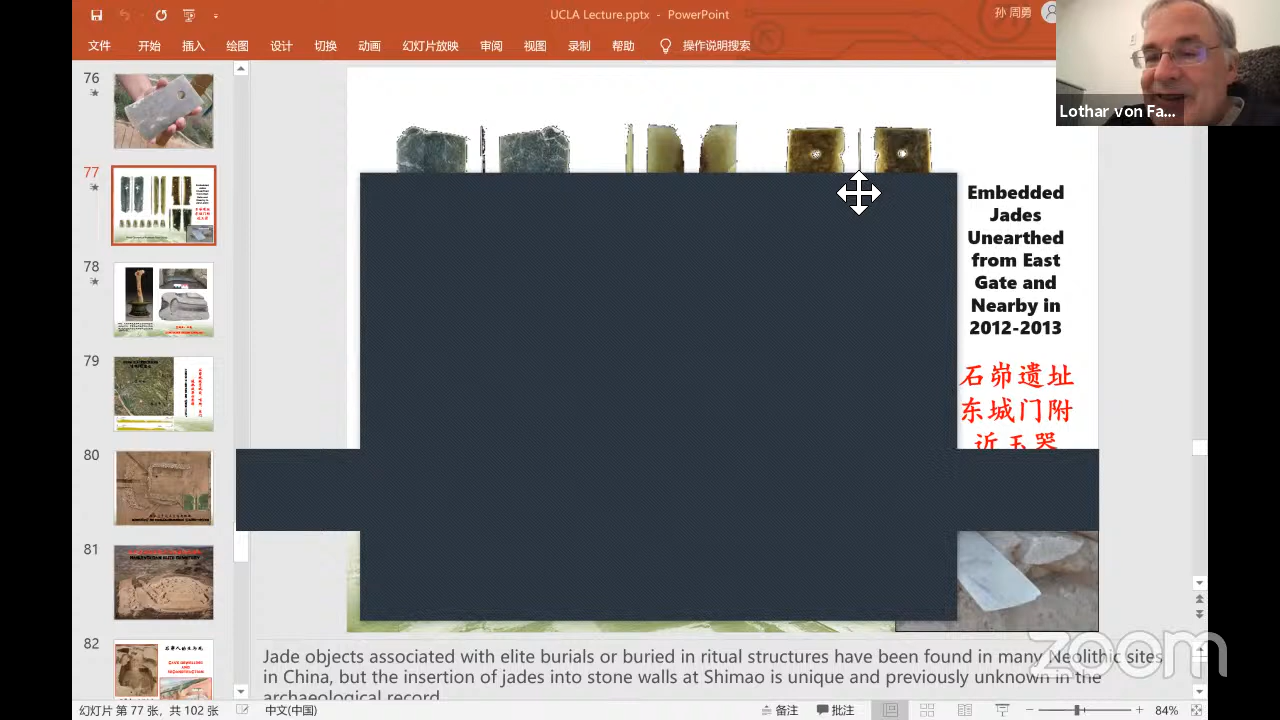 UCLA Lecture.pptx - PowerPoint
孙 周勇
文件 开始 插入 绘图 设计 切换 动画 幻灯片放映 审阅 视图 录制 帮助 操作说明搜索
Lothar von Fa...
76
77
78
79
80
81
82
Embedded
Jades
Unearthed
from East
Gate and
Nearby in
2012-2013
石峁遗址
东城门附
近玉器
Jade objects associated with elite burials or buried in ritual structures have been found in many Neolithic sites
in China, but the insertion of jades into stone walls at Shimao is unique and previously unknown in the
archaeological record
zoom
幻灯片 第 77 张，共 102 张 中文(中国) 备注 批注 84%